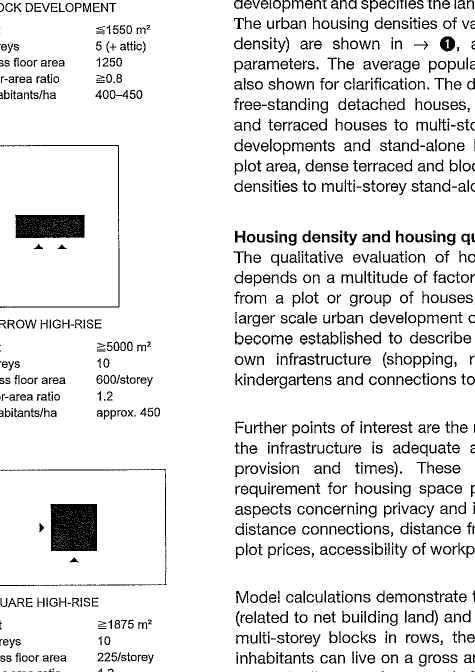 OCK DEVELOPMENT
t ≦1550 m²
reys 5 (+ attic)
ss floor area 1250
r-area ratio ≧0.8
abitants/ha 400–450
RROW HIGH-RISE
t ≧5000 m²
reys 10
ss floor area 600/storey
r-area ratio 1.2
abitants/ha approx. 450
UARE HIGH-RISE
t ≧1875 m²
reys 10
ss floor area 225/storey
development and specifies the lan
The urban housing densities of va
density) are shown in → ❶, a
parameters. The average popula
also shown for clarification. The d
free-standing detached houses,
and terraced houses to multi-sto
developments and stand-alone
plot area, dense terraced and bloc
densities to multi-storey stand-alo
Housing density and housing qu
The qualitative evaluation of ho
depends on a multitude of factor
from a plot or group of houses
larger scale urban development c
become established to describe
own infrastructure (shopping, r
kindergartens and connections to
Further points of interest are the r
the infrastructure is adequate a
provision and times). These
requirement for housing space p
aspects concerning privacy and i
distance connections, distance fr
plot prices, accessibility of workp
Model calculations demonstrate t
(related to net building land) and
multi-storey blocks in rows, the
inhabitants can live on a gross ar